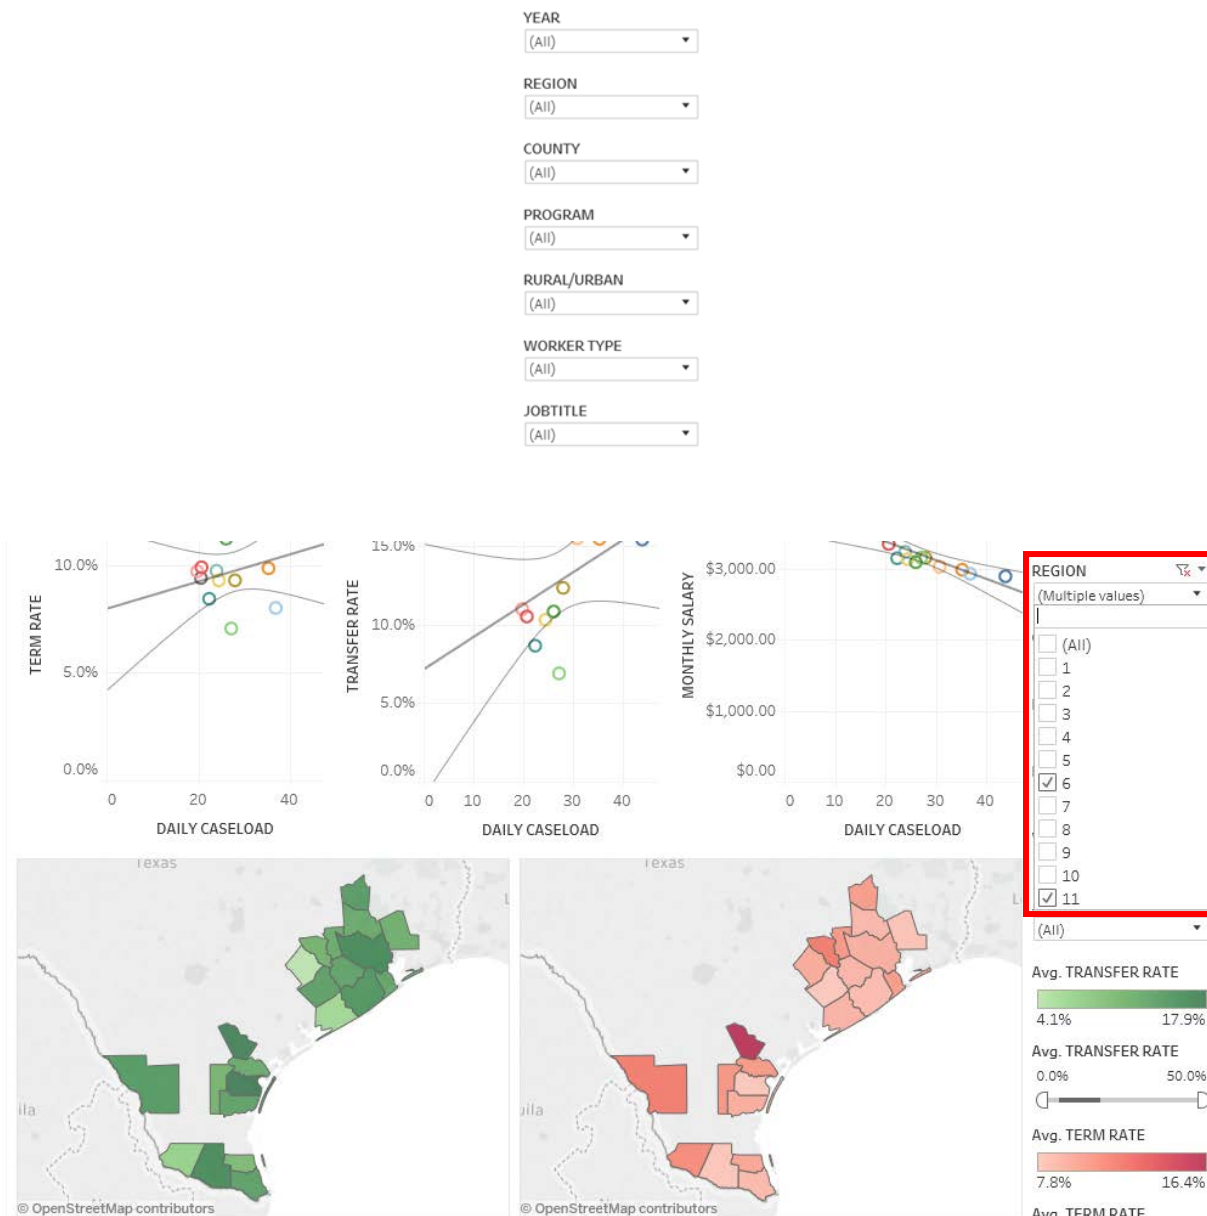 YEAR
(All)
REGION
(All)
COUNTY
(All)
PROGRAM
(All)
RURAL/URBAN
(All)
WORKER TYPE
(All)
JOBTITLE
(All)
TERM RATE
10.0%
5.0%
0.0%
0 20 40
DAILY CASELOAD
TRANSFER RATE
15.0%
10.0%
5.0%
0.0%
0 10 20 30 40
DAILY CASELOAD
MONTHLY SALARY
$3,000.00
$2,000.00
$1,000.00
$0.00
0 10 20 30 40
DAILY CASELOAD
REGION
(Multiple values)
(All)
1
2
3
4
5
6
7
8
9
10
11
(All)
Avg. TRANSFER RATE
4.1% 17.9%
Avg. TRANSFER RATE
0.0% 50.0%
Avg. TERM RATE
7.8% 16.4%
Avg. TERM RATE
Texas
ila
© OpenStreetMap contributors
Texas
uila
© OpenStreetMap contributors